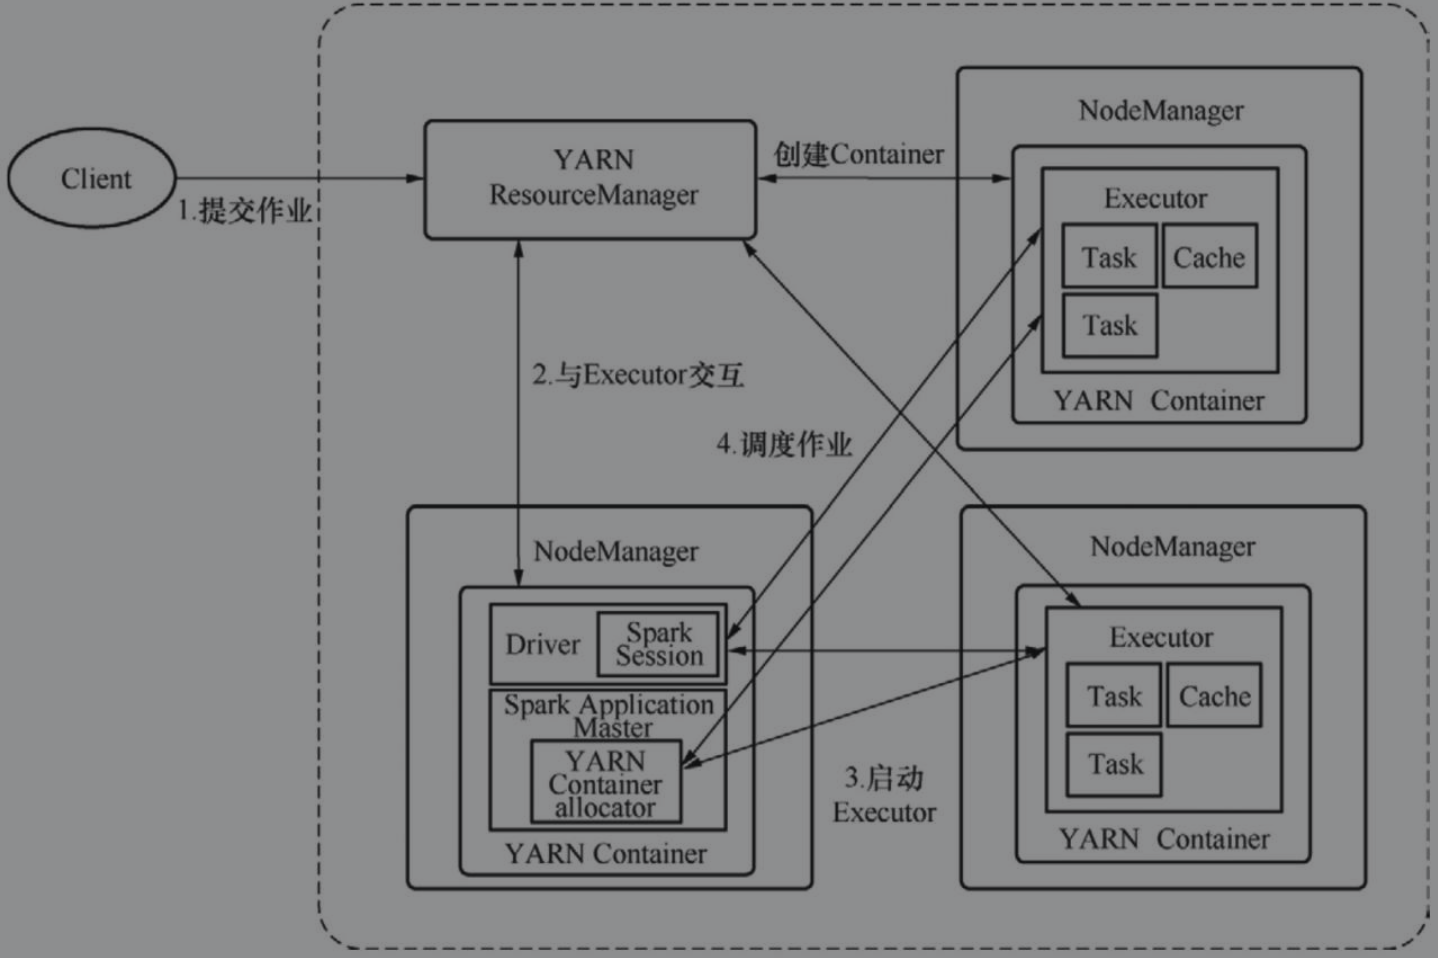 Client
1.提交作业
YARN
ResourceManager
创建Container
NodeManager
Executor
Task
Cache
Task
YARN Container
2.与Executor交互
4.调度作业
NodeManager
Driver
Spark
Session
Spark Application
Master
YARN
Container
allocator
YARN Container
3.启动
Executor
NodeManager
Executor
Task
Cache
Task
YARN Container